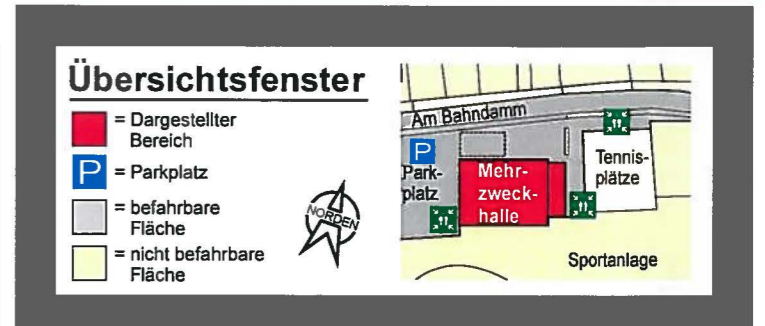 Übersichtsfenster
= Dargestellter
Bereich
P = Parkplatz
= befahrbare
Fläche
= nicht befahrbare
Fläche
NORDEN
Am Bahndamm
P
Park-
platz
Mehr-
zweck-
halle
Tennis-
plätze
Sportanlage